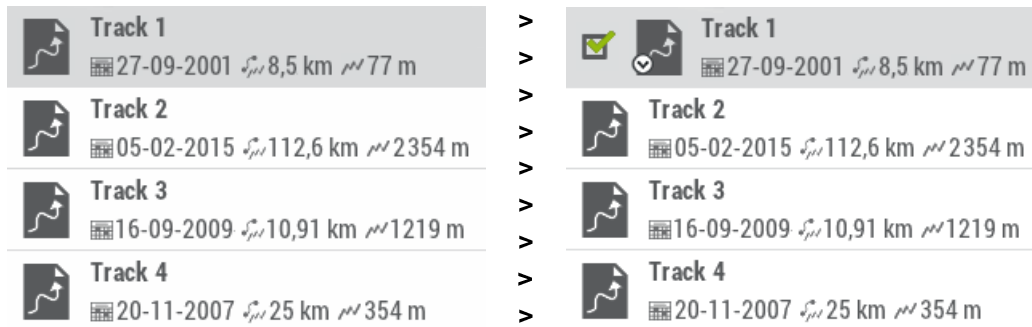 Track 1
27-09-2001 8,5 km 77 m
Track 2
05-02-2015 112,6 km 2354 m
Track 3
16-09-2009 10,91 km 1219 m
Track 4
20-11-2007 25 km 354 m
>
>
>
>
>
>
>
>
>
Track 1
27-09-2001 8,5 km 77 m
Track 2
05-02-2015 112,6 km 2354 m
Track 3
16-09-2009 10,91 km 1219 m
Track 4
20-11-2007 25 km 354 m